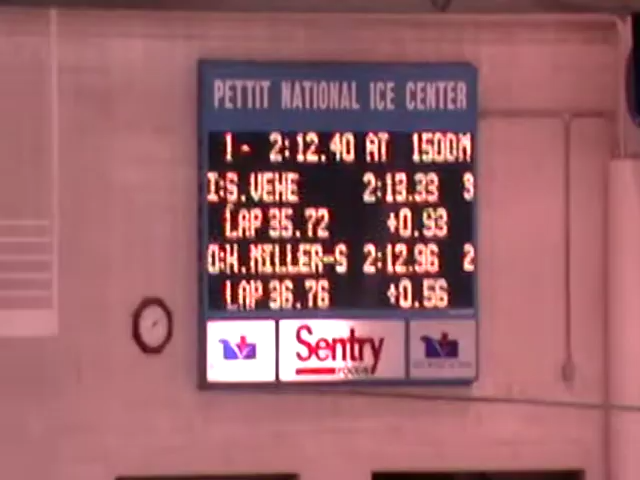 PETTIT NATIONAL ICE CENTER
1- 2:12.40 AT 1500M
I:S.VEHE 2:13.33 3
LAP 35.72 +0.93
O:H.MILLER-S 2:12.96 2
LAP 36.76 +0.56
Sentry
FOODS